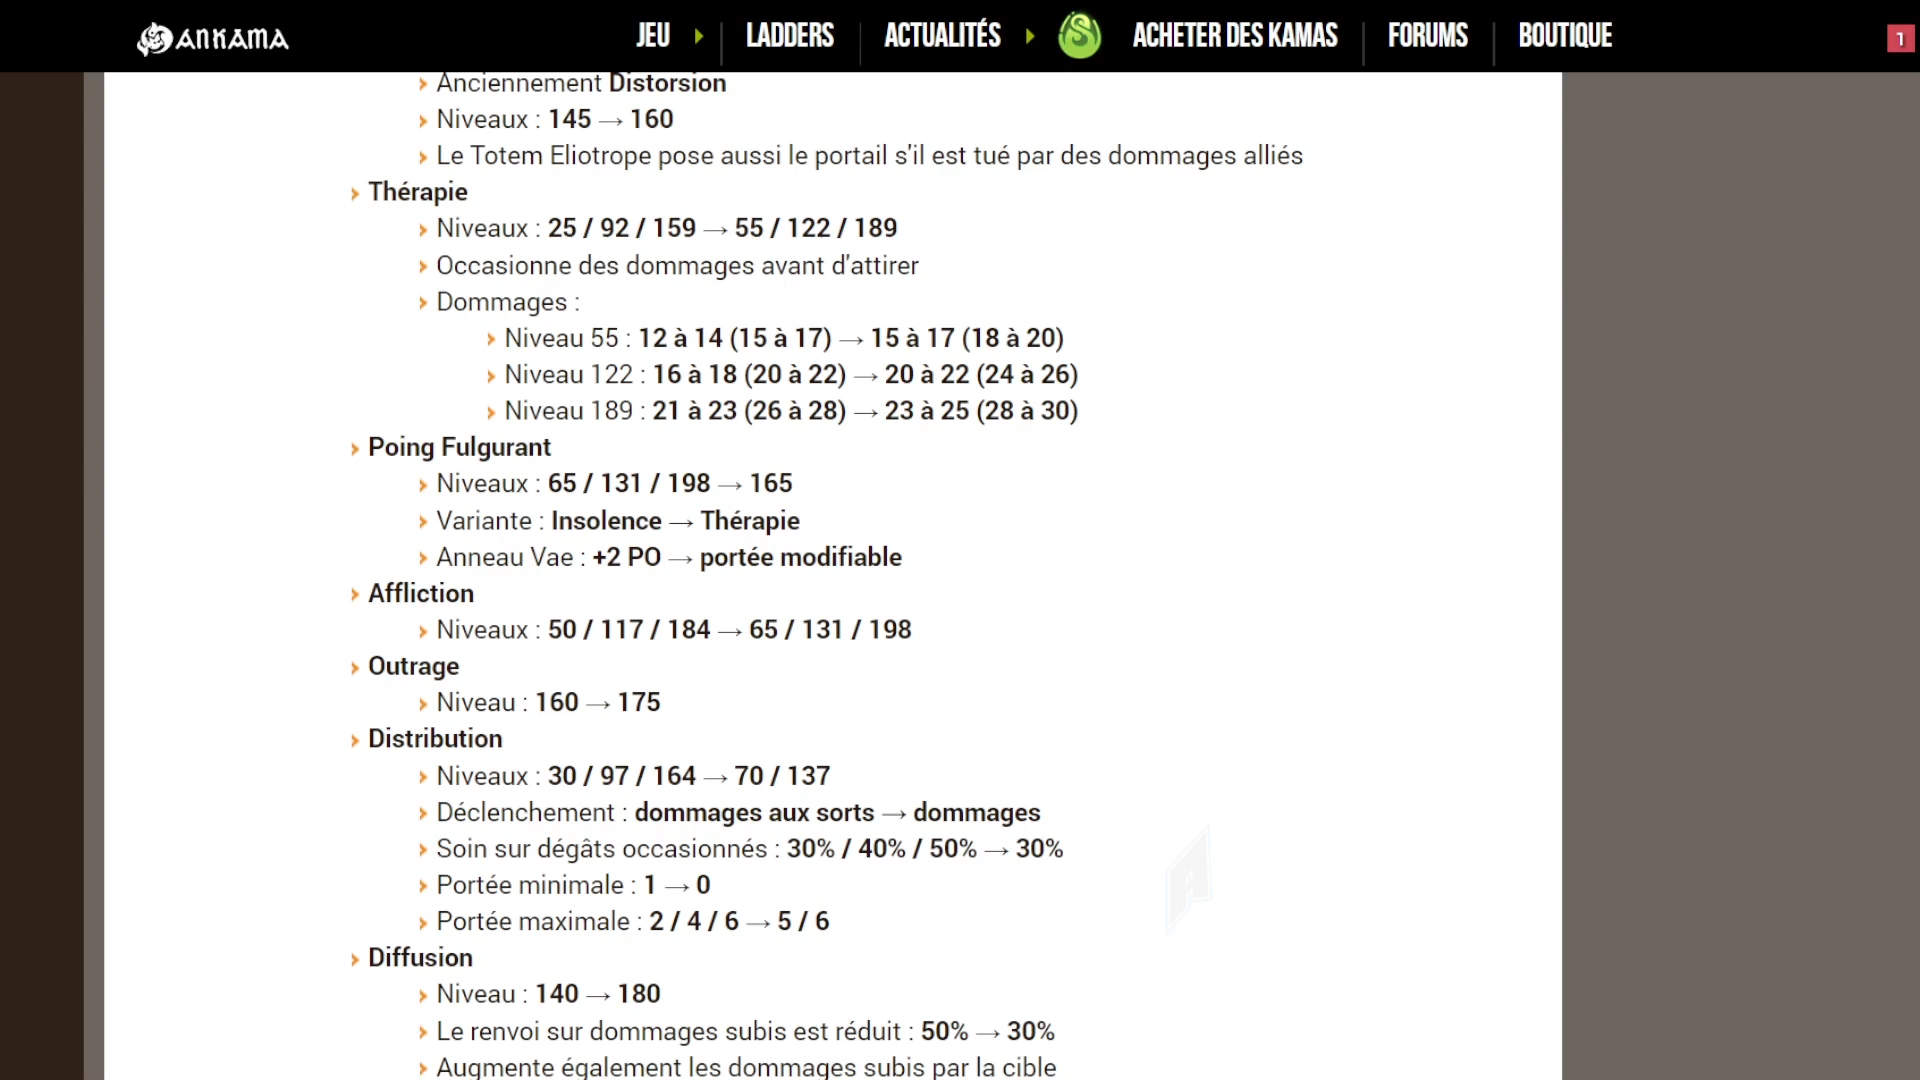 ANKAMA
JEU
LADDERS
ACTUALITÉS
ACHETER DES KAMAS
FORUMS
BOUTIQUE
1
Anciennement Distorsion
Niveaux : 145 → 160
Le Totem Eliotrope pose aussi le portail s'il est tué par des dommages alliés
Thérapie
Niveaux : 25 / 92 / 159 → 55 / 122 / 189
Occasionne des dommages avant d'attirer
Dommages :
Niveau 55 : 12 à 14 (15 à 17) → 15 à 17 (18 à 20)
Niveau 122 : 16 à 18 (20 à 22) → 20 à 22 (24 à 26)
Niveau 189 : 21 à 23 (26 à 28) → 23 à 25 (28 à 30)
Poing Fulgurant
Niveaux : 65 / 131 / 198 → 165
Variante : Insolence → Thérapie
Anneau Vae : +2 PO → portée modifiable
Affliction
Niveaux : 50 / 117 / 184 → 65 / 131 / 198
Outrage
Niveau : 160 → 175
Distribution
Niveaux : 30 / 97 / 164 → 70 / 137
Déclenchement : dommages aux sorts → dommages
Soin sur dégâts occasionnés : 30% / 40% / 50% → 30%
Portée minimale : 1 → 0
Portée maximale : 2 / 4 / 6 → 5 / 6
Diffusion
Niveau : 140 → 180
Le renvoi sur dommages subis est réduit : 50% → 30%
Augmente également les dommages subis par la cible